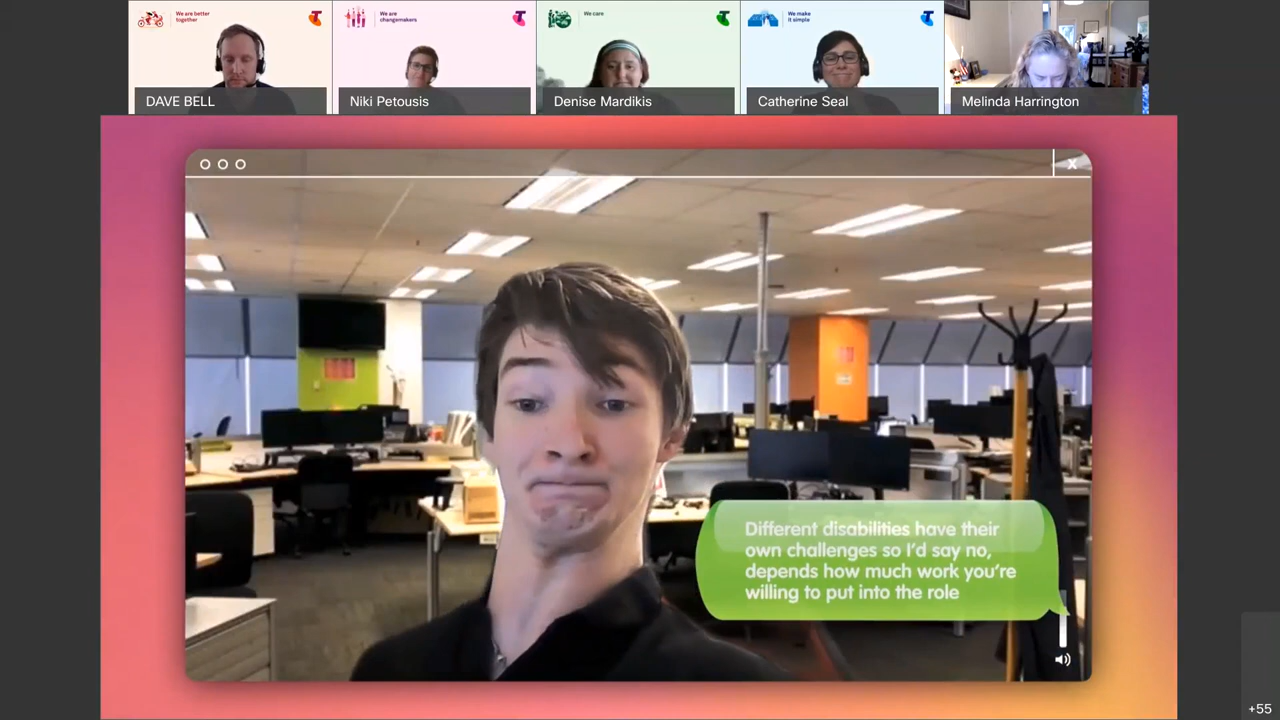 We are better
together
We are
changemakers
We care
We make
it simple
DAVE BELL
Niki Petousis
Denise Mardikis
Catherine Seal
Melinda Harrington
X
Different disabilities have their
own challenges so I'd say no,
depends how much work you're
willing to put into the role
+55